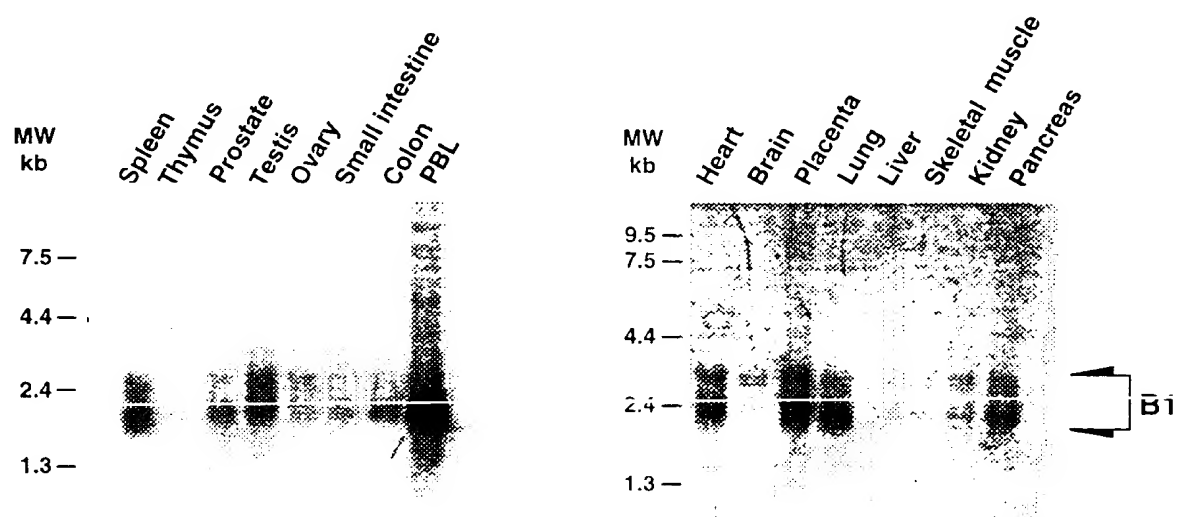 MW
kb
Spleen
Thymus
Prostate
Testis
Ovary
Small intestine
Colon
PBL
7.5
4.4
2.4
1.3
MW
kb
Heart
Brain
Placenta
Lung
Liver
Skeletal muscle
Kidney
Pancreas
9.5
7.5
4.4
2.4
1.3
B1